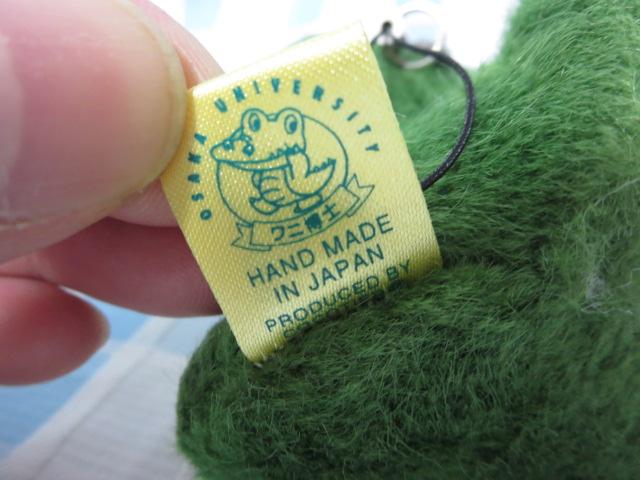 OSAKA UNIVERSITY
ワニ博士
HAND MADE
IN JAPAN
PRODUCED BY